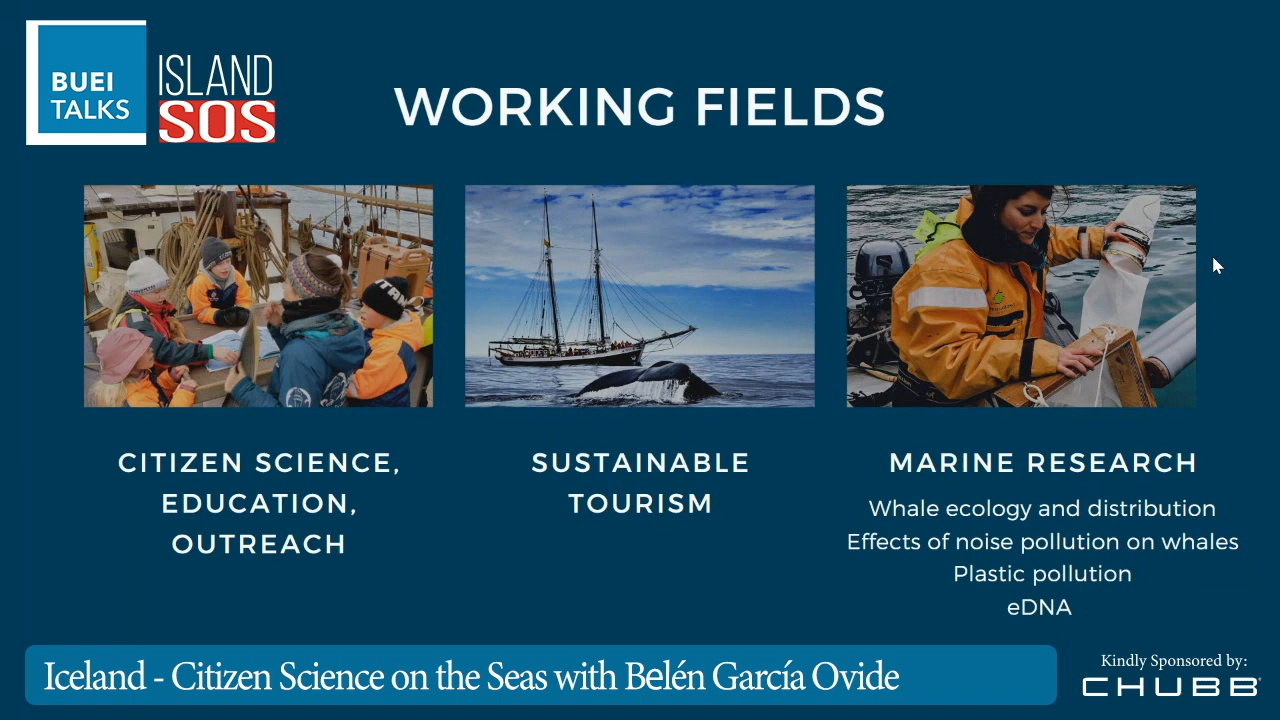 BUEI
TALKS
ISLAND
SOS
WORKING FIELDS
CITIZEN SCIENCE,
EDUCATION,
OUTREACH
SUSTAINABLE
TOURISM
MARINE RESEARCH
Whale ecology and distribution
Effects of noise pollution on whales
Plastic pollution
eDNA
Iceland - Citizen Science on the Seas with Belén García Ovide
Kindly Sponsored by:
CHUBB